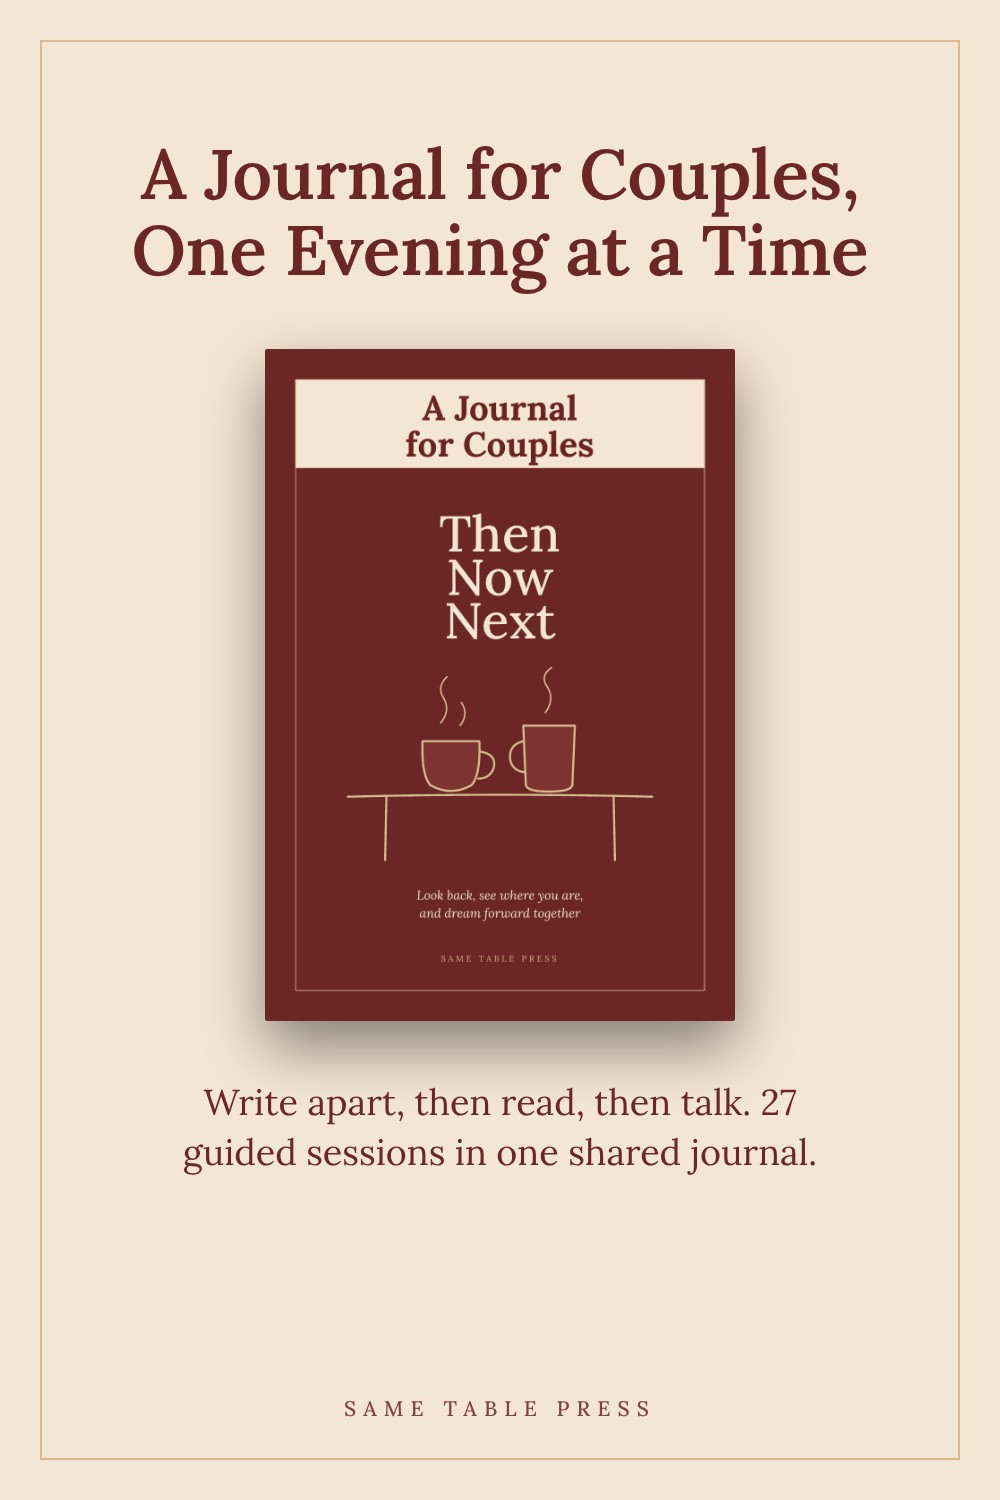 A Journal for Couples,
One Evening at a Time
A Journal
for Couples
Then
Now
Next
Look back, see where you are,
and dream forward together
SAME TABLE PRESS
Write apart, then read, then talk. 27
guided sessions in one shared journal.
SAME TABLE PRESS